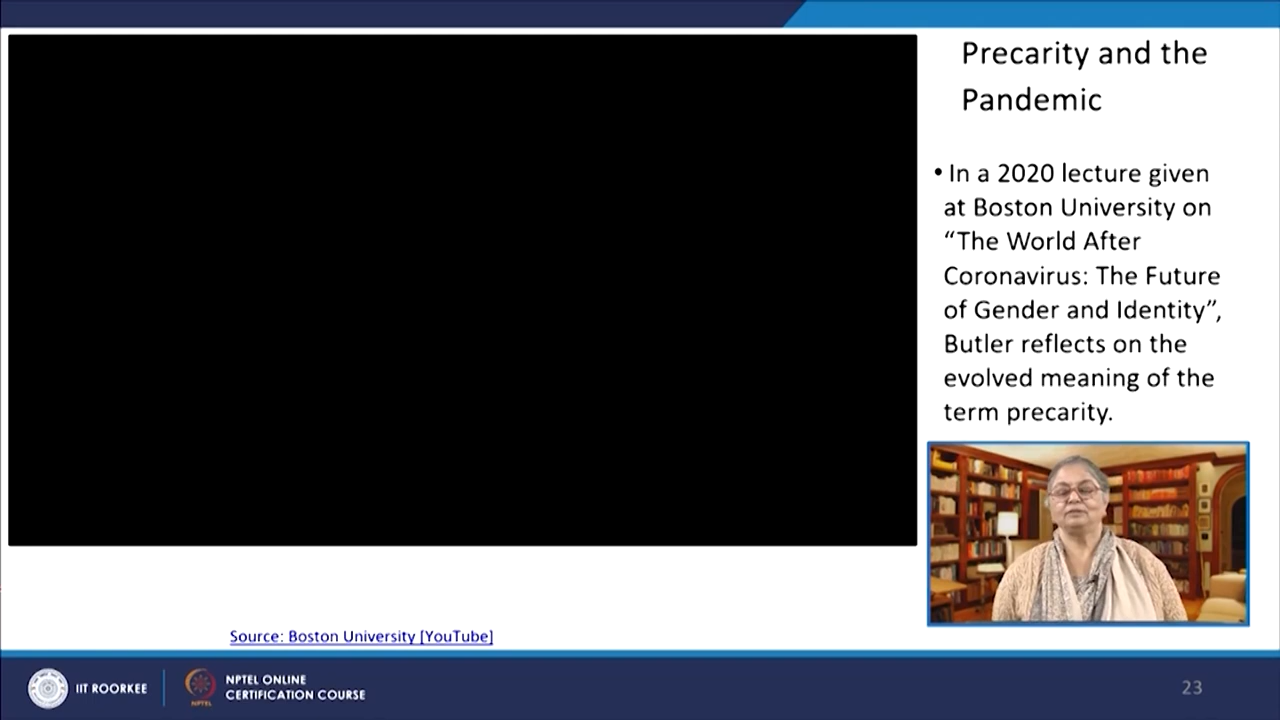 Precarity and the
Pandemic
• In a 2020 lecture given
at Boston University on
“The World After
Coronavirus: The Future
of Gender and Identity”,
Butler reflects on the
evolved meaning of the
term precarity.
Source: Boston University [YouTube]
IIT ROORKEE
NPTEL
NPTEL ONLINE
CERTIFICATION COURSE
23